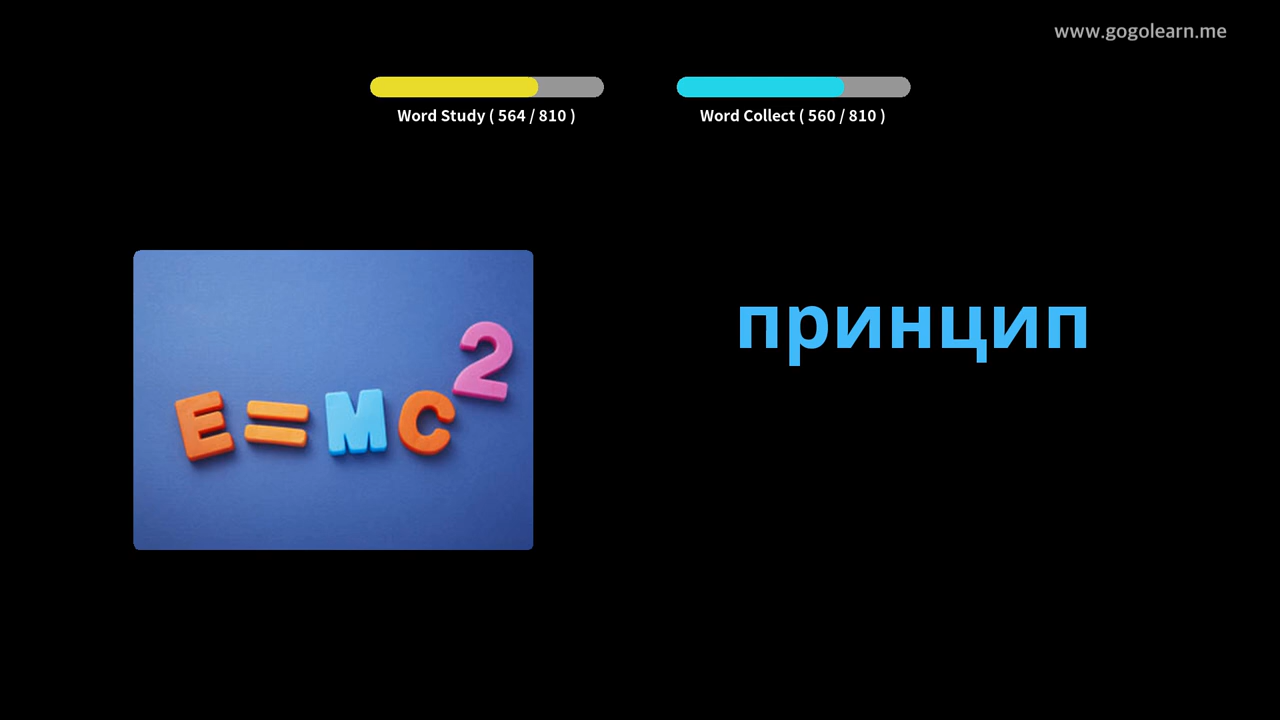 www.gogolearn.me
Word Study ( 564 / 810 )
Word Collect ( 560 / 810 )
принцип
E=MC2